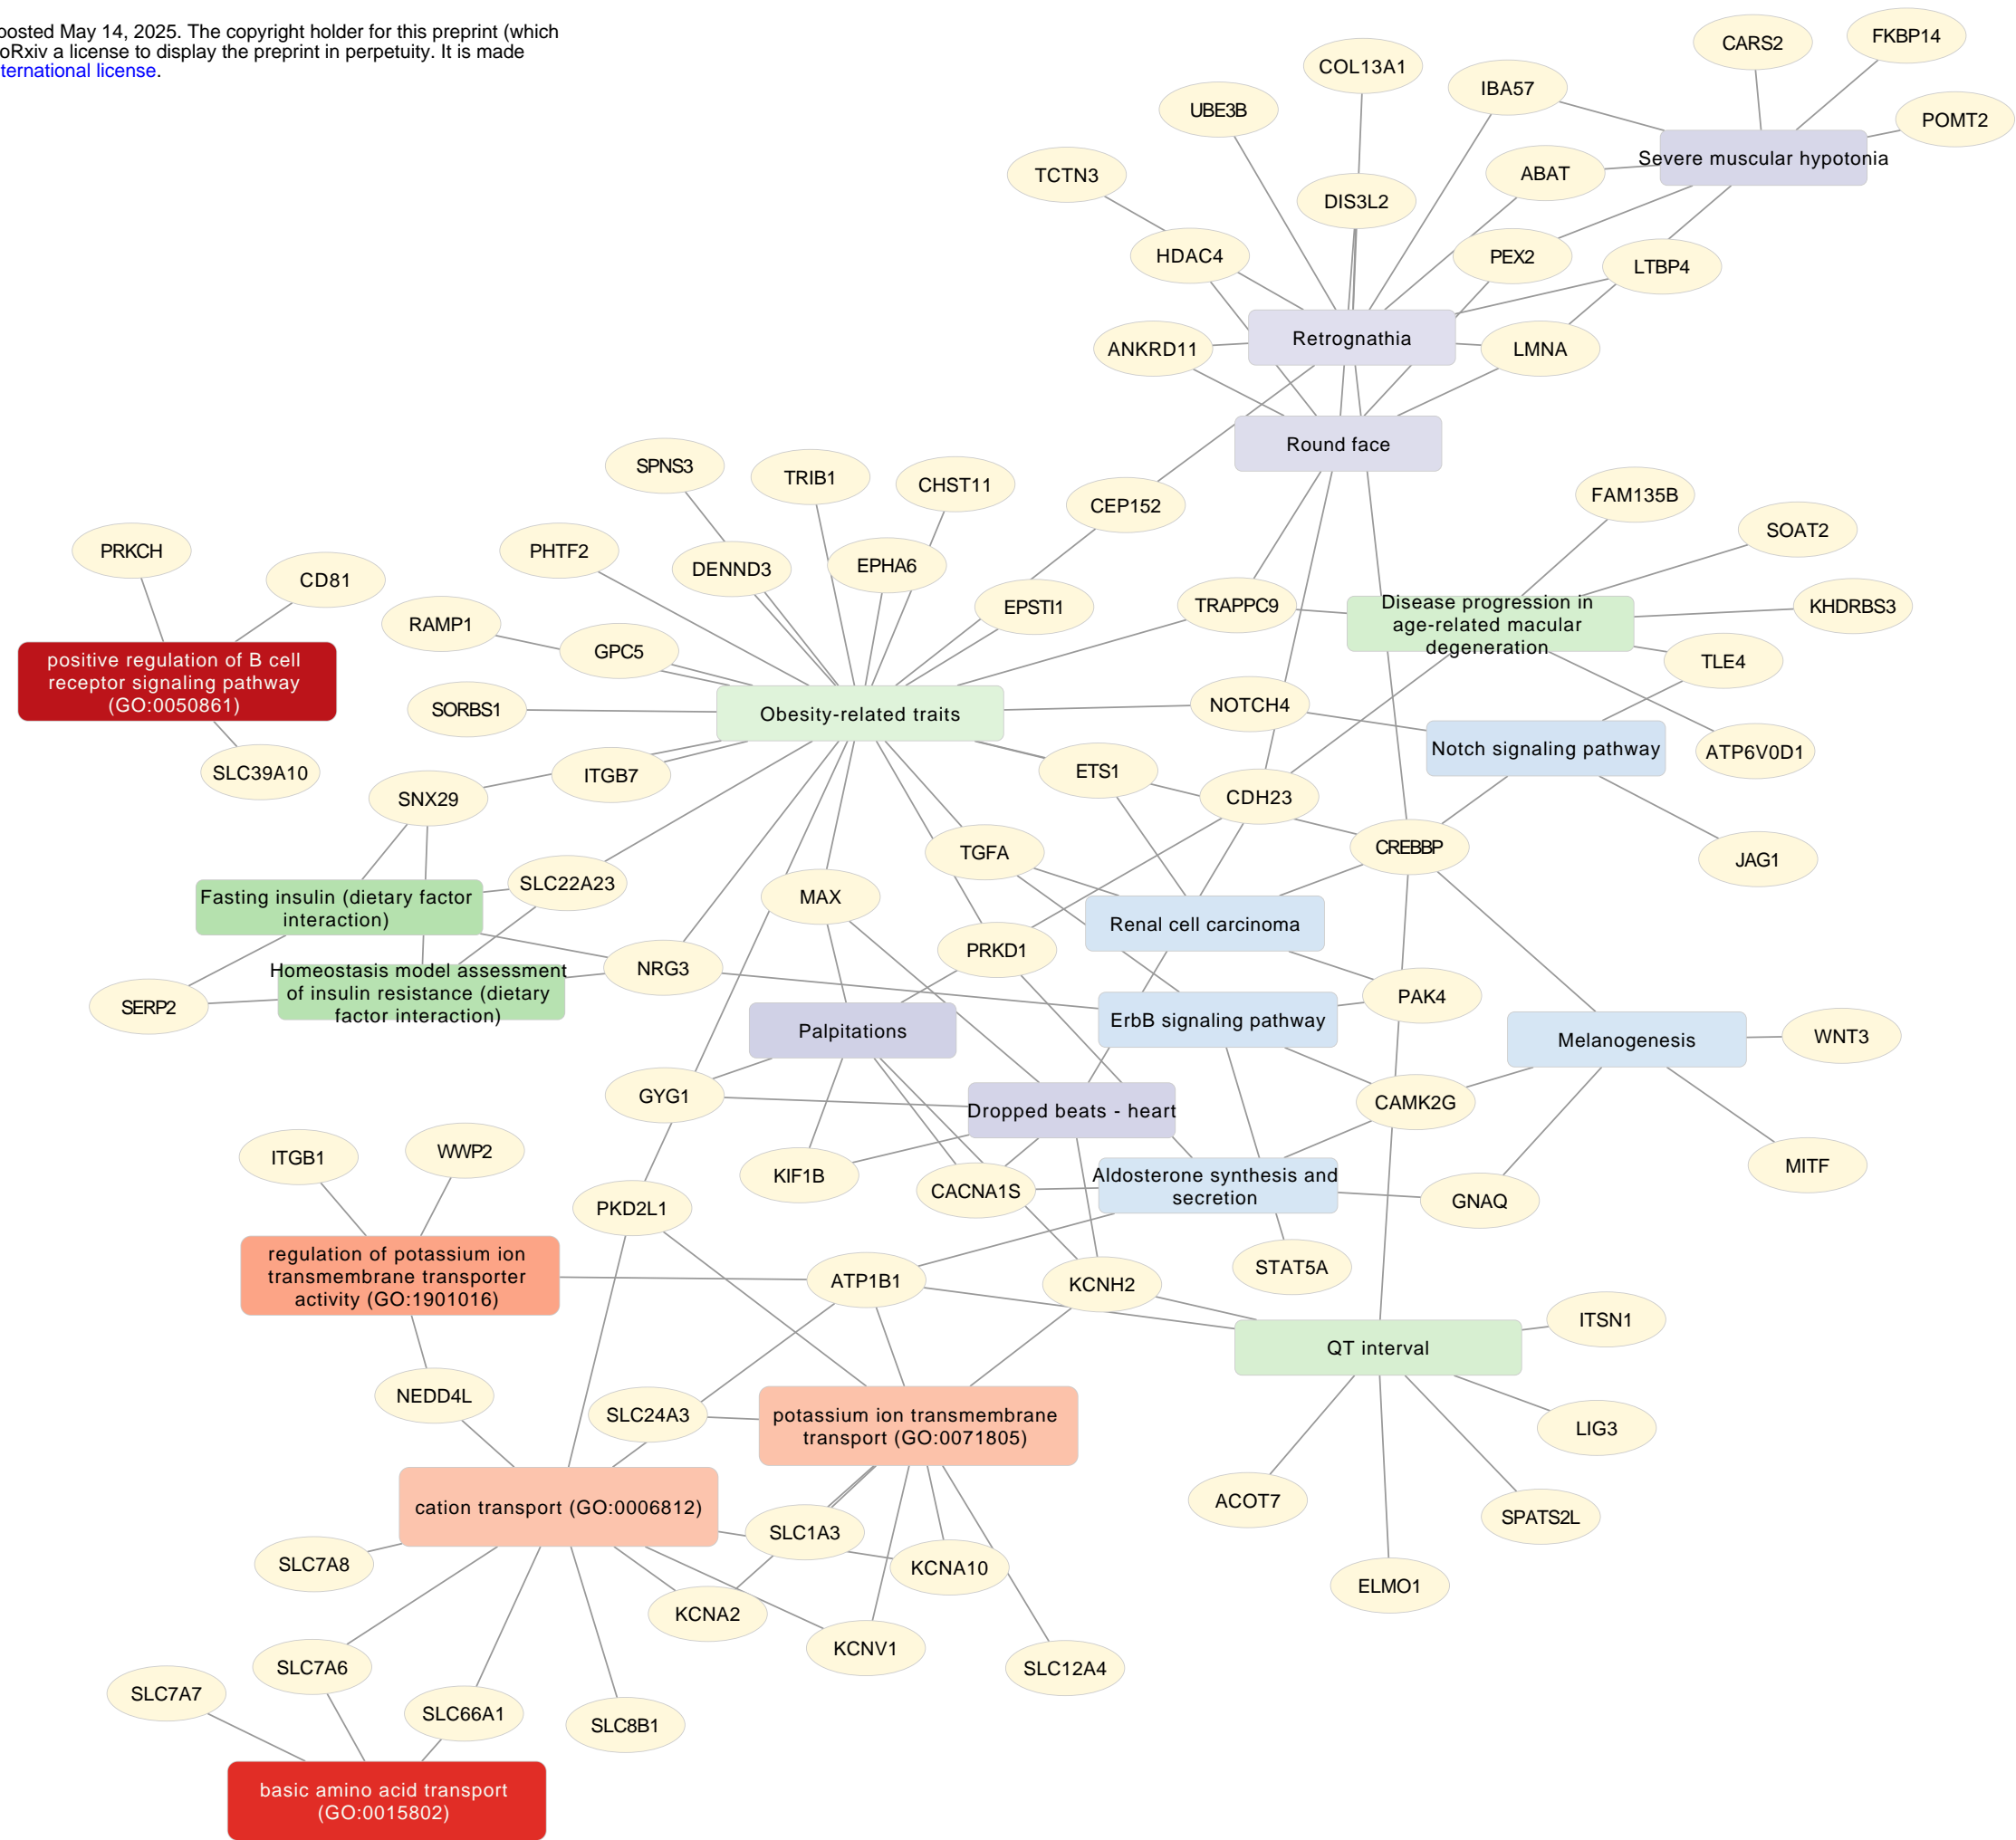 posted May 14, 2025. The copyright holder for this preprint (which
oRxiv a license to display the preprint in perpetuity. It is made
ternational license.
CARS2
FKBP14
COL13A1
IBA57
UBE3B
POMT2
Severe muscular hypotonia
TCTN3
ABAT
DIS3L2
HDAC4
PEX2
LTBP4
Retrognathia
ANKRD11
LMNA
Round face
SPNS3
TRIB1
CHST11
CEP152
FAM135B
SOAT2
PRKCH
PHTF2
CD81
DENND3
EPHA6
EPSTI1
TRAPPC9
Disease progression in
age-related macular
degeneration
KHDRBS3
RAMP1
GPC5
TLE4
positive regulation of B cell
receptor signaling pathway
(GO:0050861)
SORBS1
Obesity-related traits
NOTCH4
Notch signaling pathway
ATP6V0D1
SLC39A10
ITGB7
ETS1
SNX29
CDH23
TGFA
CREBBP
JAG1
SLC22A23
MAX
Fasting insulin (dietary factor
interaction)
Renal cell carcinoma
PRKD1
NRG3
Homeostasis model assessment
of insulin resistance (dietary
factor interaction)
SERP2
PAK4
Palpitations
ErbB signaling pathway
Melanogenesis
WNT3
GYG1
Dropped beats - heart
CAMK2G
ITGB1
WWP2
KIF1B
MITF
CACNA1S
Aldosterone synthesis and
secretion
GNAQ
PKD2L1
regulation of potassium ion
transmembrane transporter
activity (GO:1901016)
ATP1B1
KCNH2
STAT5A
ITSN1
QT interval
NEDD4L
SLC24A3
potassium ion transmembrane
transport (GO:0071805)
LIG3
cation transport (GO:0006812)
ACOT7
SPATS2L
SLC1A3
SLC7A8
KCNA10
ELMO1
KCNA2
KCNV1
SLC7A6
SLC12A4
SLC7A7
SLC66A1
SLC8B1
basic amino acid transport
(GO:0015802)